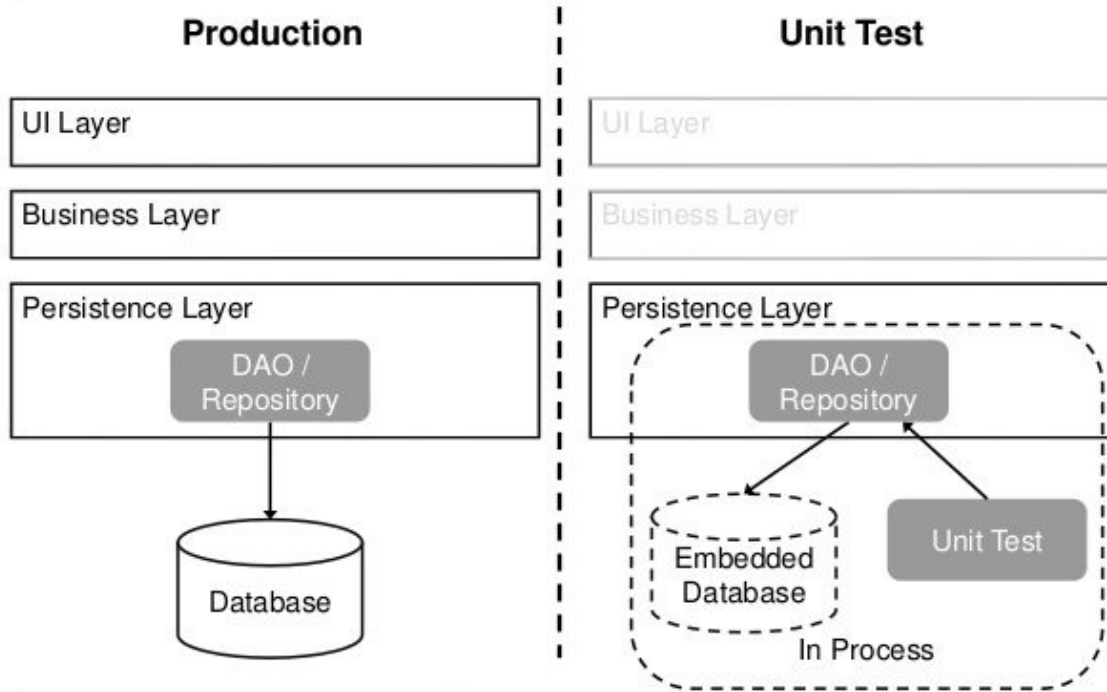 Production
UI Layer
Business Layer
Persistence Layer
DAO /
Repository
Database
Unit Test
UI Layer
Business Layer
Persistence Layer
DAO /
Repository
Embedded
Database
Unit Test
In Process